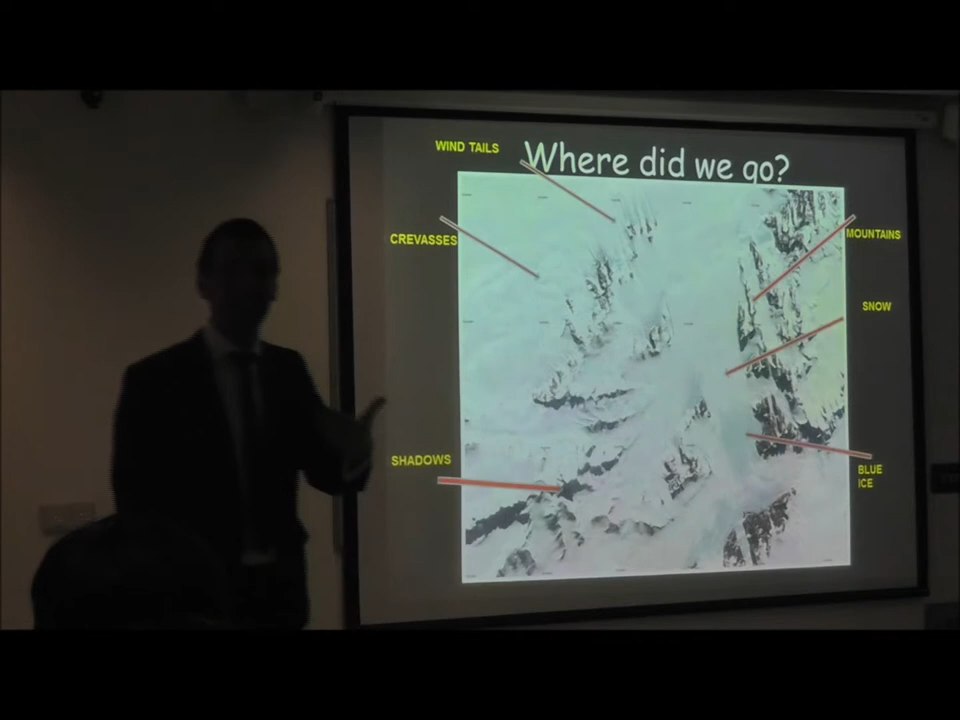 WIND TAILS
Where did we go?
CREVASSES
MOUNTAINS
SNOW
SHADOWS
BLUE
ICE